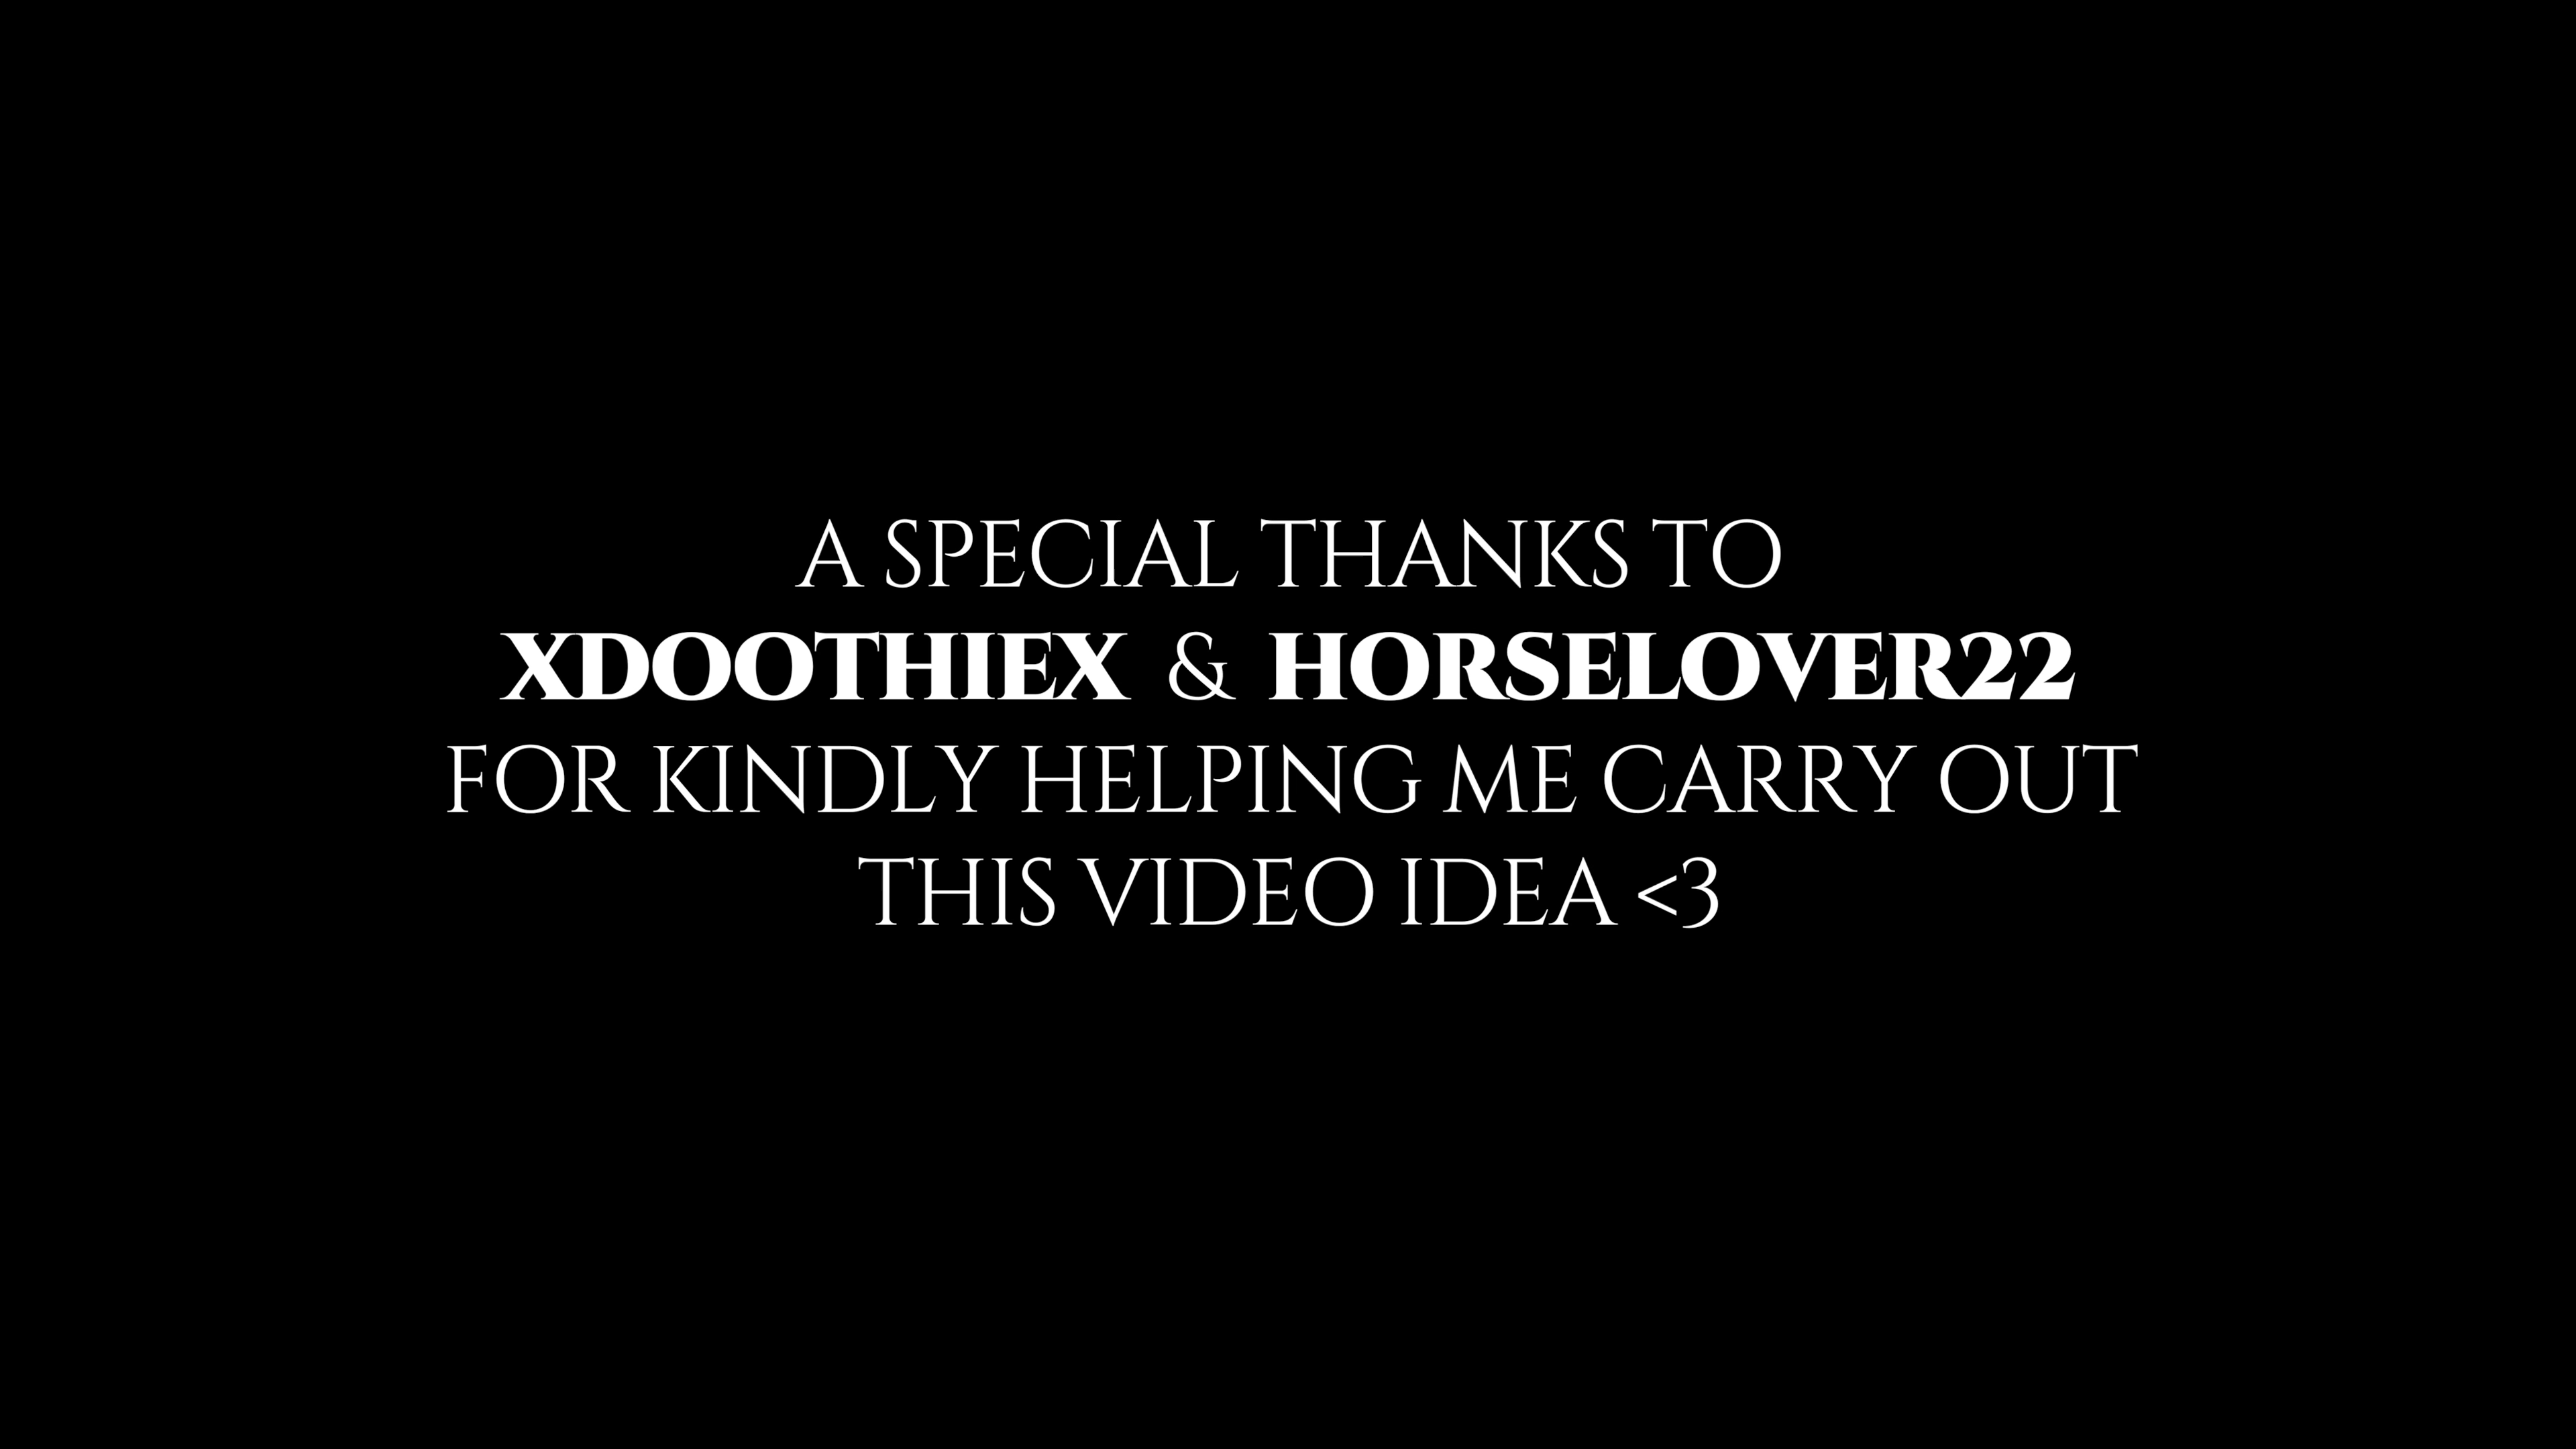 A SPECIAL THANKS TO
XDOOTHIEX & HORSELOVER22
FOR KINDLY HELPING ME CARRY OUT
THIS VIDEO IDEA <3